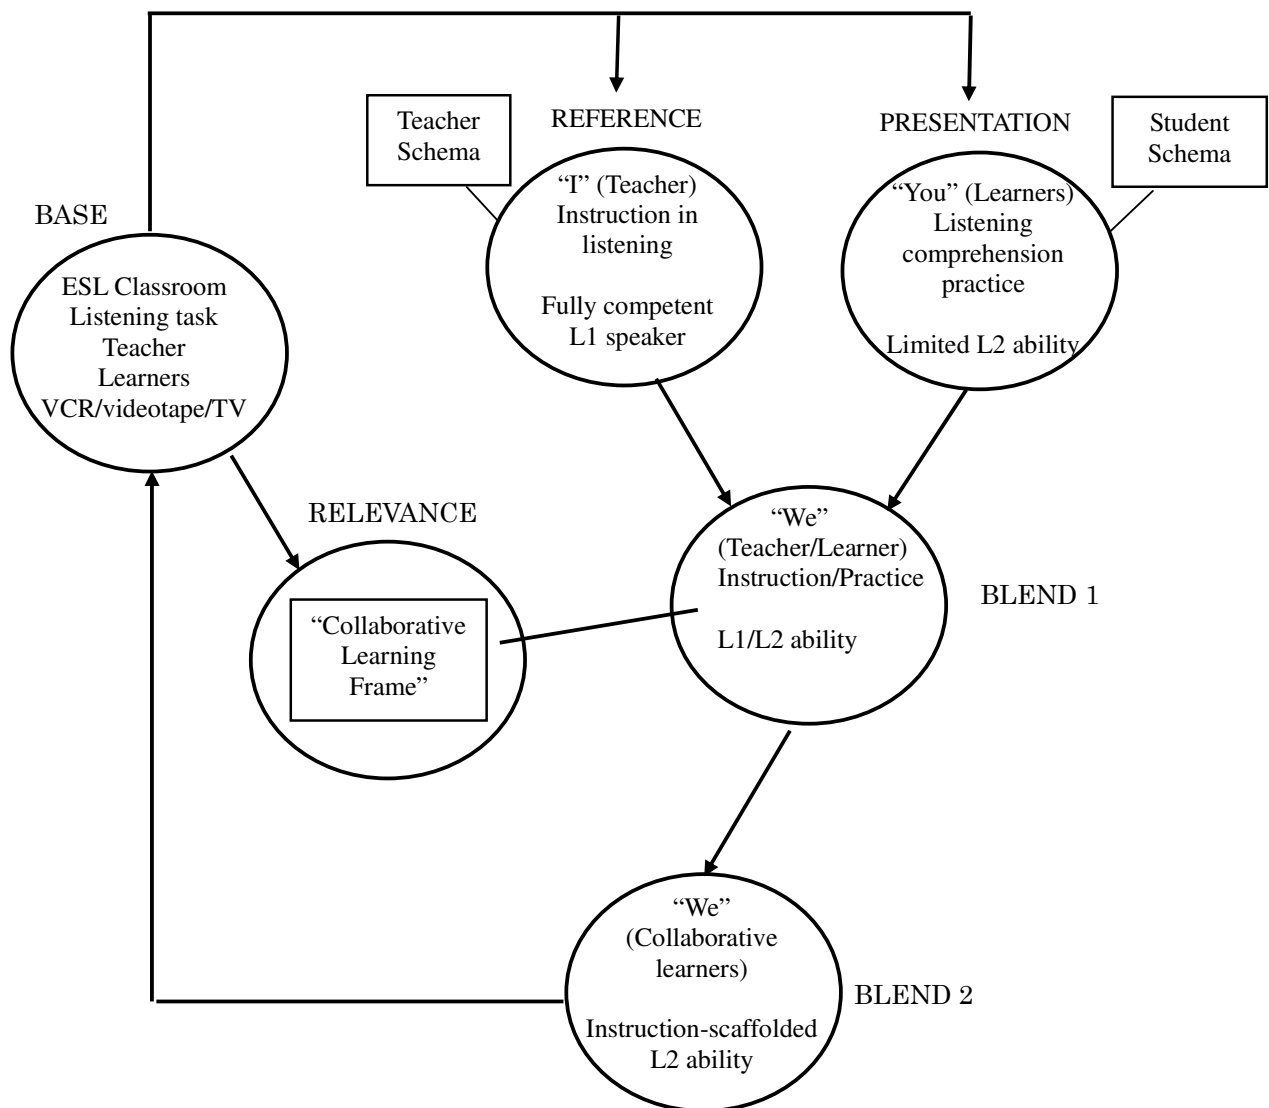 Teacher
Schema
REFERENCE
PRESENTATION
Student
Schema
BASE
“I” (Teacher)
Instruction in
listening
Fully competent
L1 speaker
“You” (Learners)
Listening
comprehension
practice
Limited L2 ability
ESL Classroom
Listening task
Teacher
Learners
VCR/videotape/TV
RELEVANCE
“Collaborative
Learning
Frame”
“We”
(Teacher/Learner)
Instruction/Practice
L1/L2 ability
BLEND 1
“We”
(Collaborative
learners)
Instruction-scaffolded
L2 ability
BLEND 2